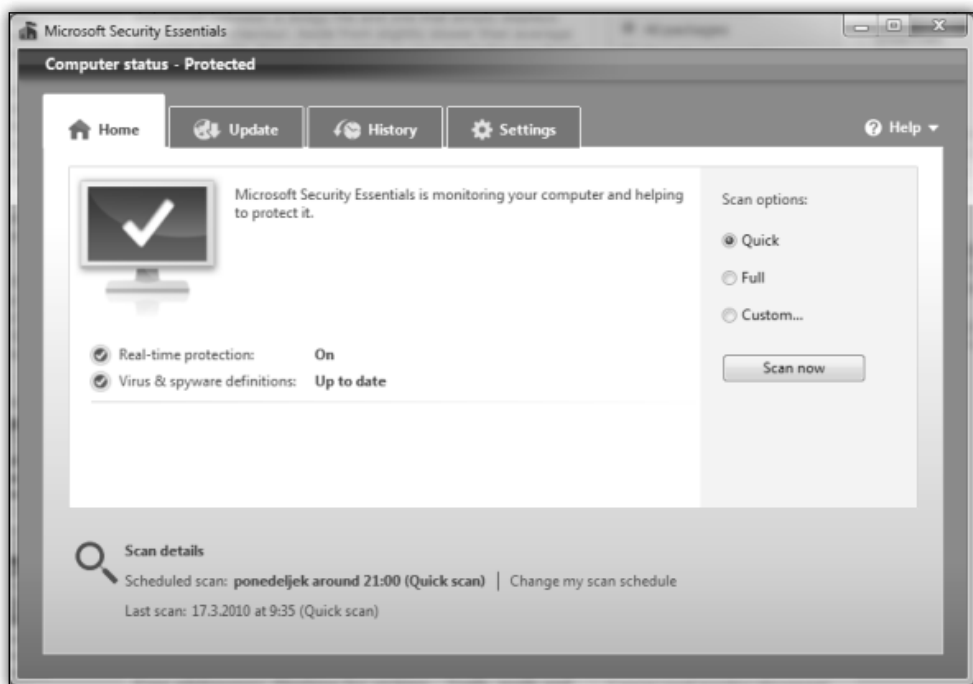 Microsoft Security Essentials
Computer status - Protected
Home
Update
History
Settings
Help
Microsoft Security Essentials is monitoring your computer and helping
to protect it.
Real-time protection: On
Virus & spyware definitions: Up to date
Scan options:
Quick
Full
Custom...
Scan now
Scan details
Scheduled scan: ponedeljek around 21:00 (Quick scan) | Change my scan schedule
Last scan: 17.3.2010 at 9:35 (Quick scan)